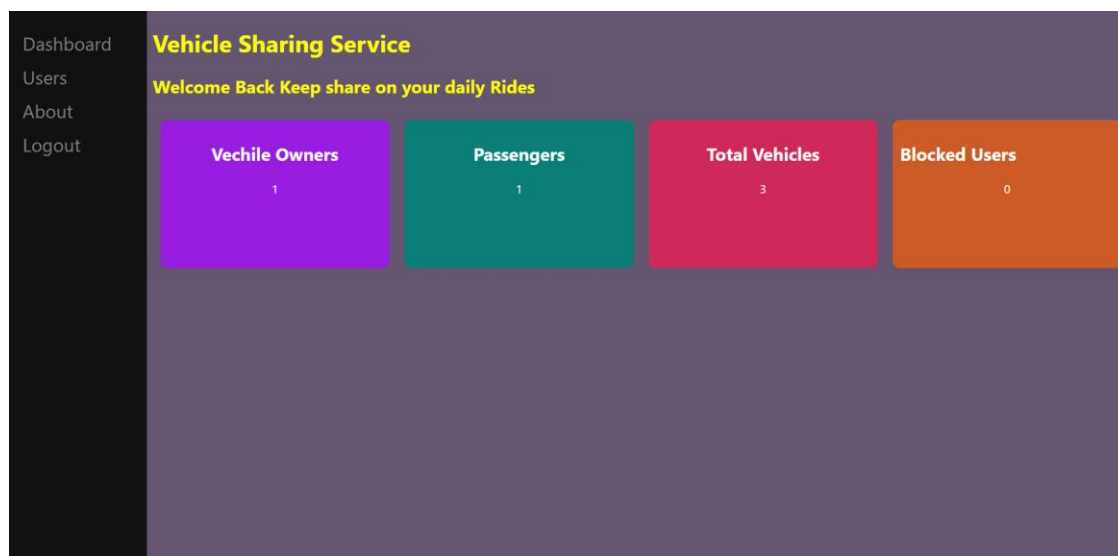 Dashboard
Users
About
Logout
Vehicle Sharing Service
Welcome Back Keep share on your daily Rides
Vechile Owners
1
Passengers
1
Total Vehicles
3
Blocked Users
0